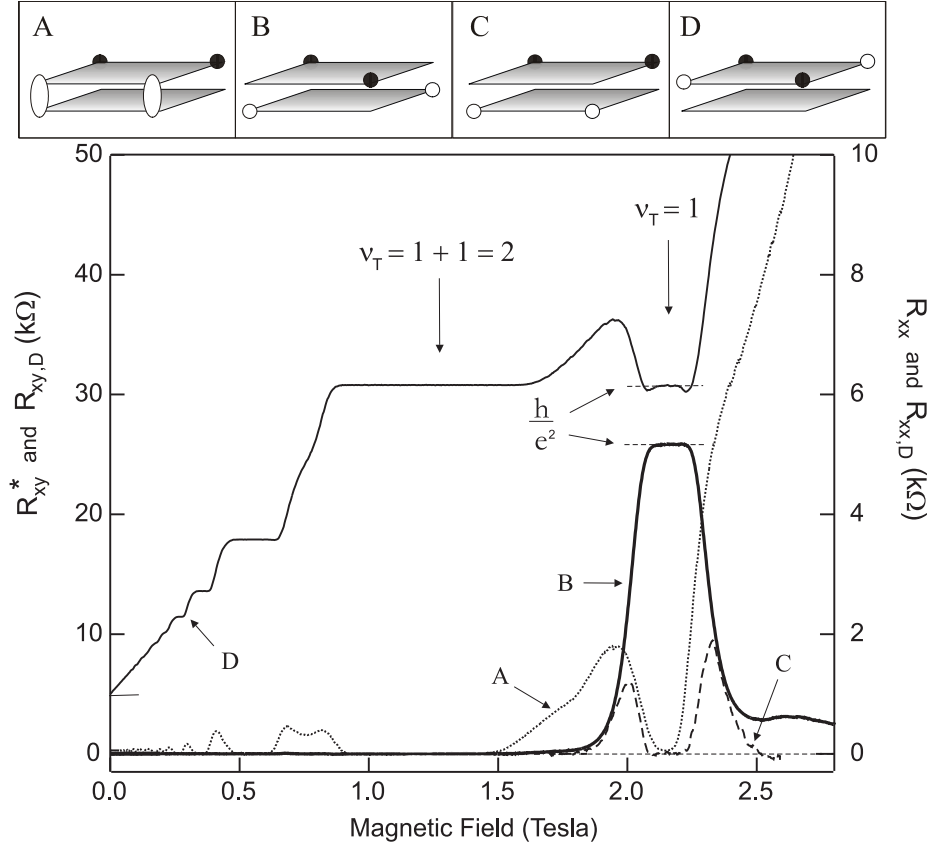 A
B
C
D
50
40
30
20
10
0
R*xy and Rxy,D (kΩ)
10
8
6
4
2
0
Rxx and Rxx,D (kΩ)
νT = 1 + 1 = 2
νT = 1
h
e²
B
D
A
C
0.0 0.5 1.0 1.5 2.0 2.5
Magnetic Field (Tesla)